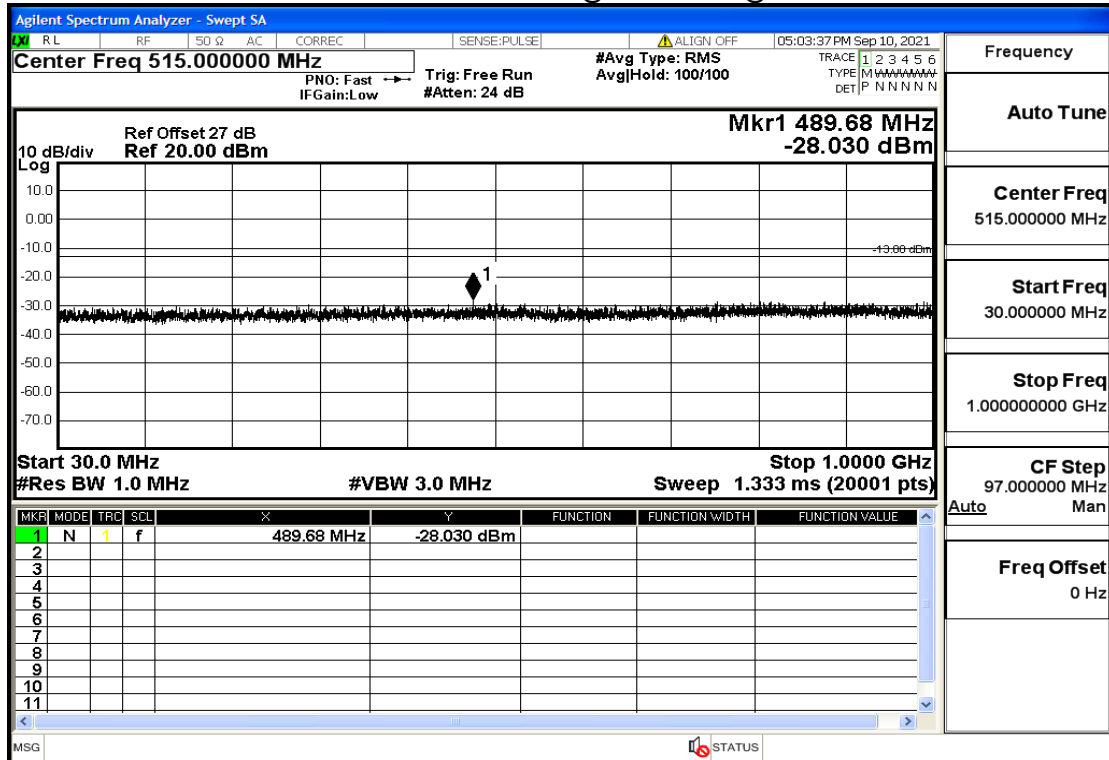 Agilent Spectrum Analyzer - Swept SA
LXI RL RF 50 Ω AC CORREC SENSE:PULSE ALIGN OFF 05:03:37 PM Sep 10, 2021
Center Freq 515.000000 MHz #Avg Type: RMS TRACE 1 2 3 4 5 6
PNO: Fast Trig: Free Run Avg|Hold: 100/100 TYPE M WWWWW
IFGain:Low #Atten: 24 dB DET P N N N N N
Mkr1 489.68 MHz
-28.030 dBm
Ref Offset 27 dB
10 dB/div Ref 20.00 dBm
Log
10.0
0.00
-10.0
-13.00 dBm
-20.0
1
-30.0
-40.0
-50.0
-60.0
-70.0
Start 30.0 MHz Stop 1.0000 GHz
#Res BW 1.0 MHz #VBW 3.0 MHz Sweep 1.333 ms (20001 pts)
MKR MODE TRC SCL X Y FUNCTION FUNCTION WIDTH FUNCTION VALUE
1 N 1 f 489.68 MHz -28.030 dBm
2
3
4
5
6
7
8
9
10
11
MSG STATUS
Frequency
Auto Tune
Center Freq
515.000000 MHz
Start Freq
30.000000 MHz
Stop Freq
1.000000000 GHz
CF Step
97.000000 MHz
Auto Man
Freq Offset
0 Hz